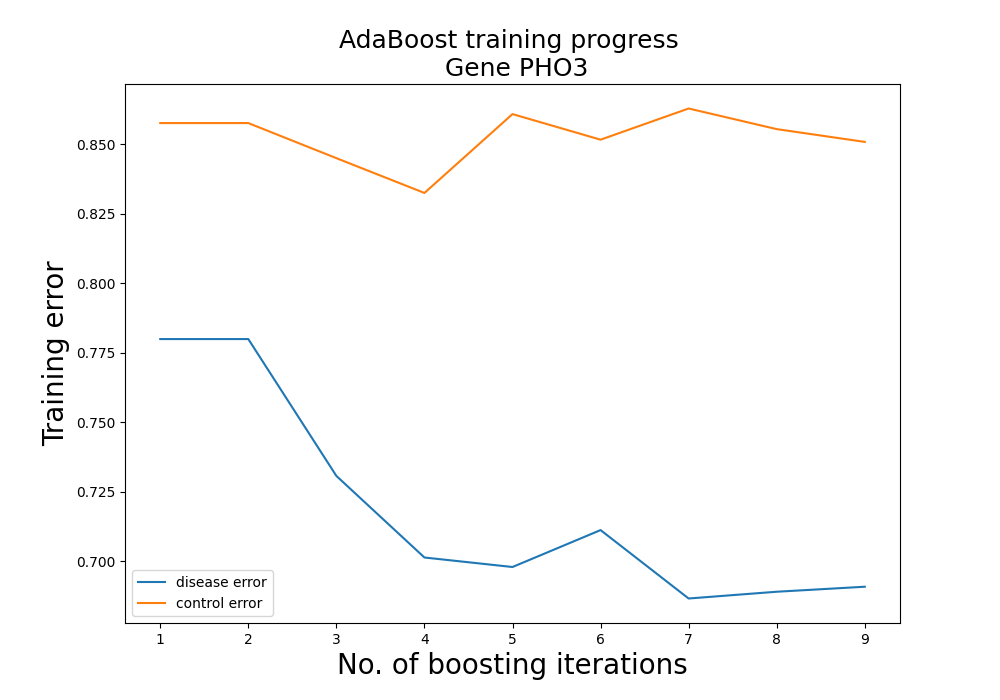 AdaBoost training progress
Gene PHO3
Training error
0.850
0.825
0.800
0.775
0.750
0.725
0.700
disease error
control error
1 2 3 4 5 6 7 8 9
No. of boosting iterations